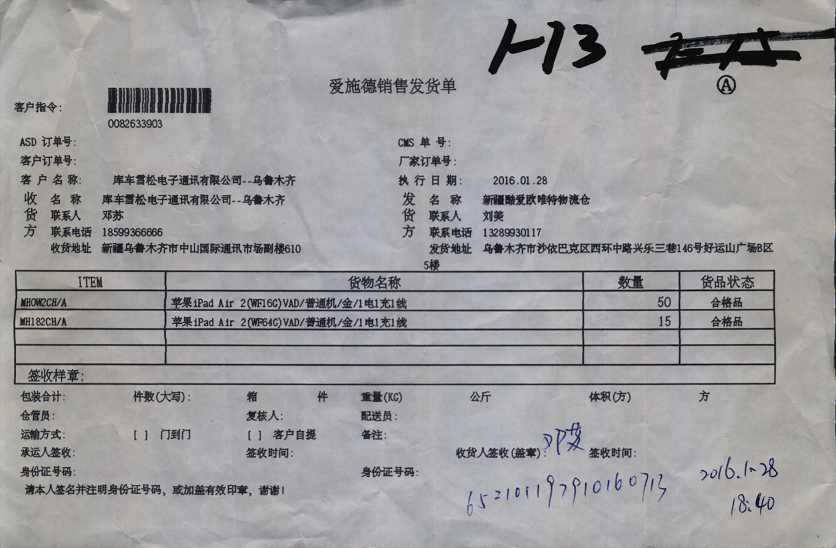 1-13
Ⓐ
爱施德销售发货单
客户指令:
0082633903
ASD 订单号: CMS 单 号:
客户订单号: 厂家订单号:
客 户 名 称: 库车雪松电子通讯有限公司--乌鲁木齐 执 行 日 期: 2016.01.28
收 名 称 库车雪松电子通讯有限公司--乌鲁木齐 发 名 称: 新疆酷爱欧唯特物流仓
货 联系人 邓苏 货 联系人 刘美
方 联系电话 18599366666 方 联系电话 13289930117
收货地址 新疆乌鲁木齐市中山国际通讯市场副楼610 发货地址 乌鲁木齐市沙依巴克区西环中路兴乐三巷146号好运山广场B区
5楼
ITEM 货物名称 数量 货品状态
MH0W2CH/A 苹果iPad Air 2(WF16G)VAD/普通机/金/1电1充1线 50 合格品
MH182CH/A 苹果iPad Air 2(WF64G)VAD/普通机/金/1电1充1线 15 合格品
签收样章:
包装合计: 件数(大写): 箱 件 重量(KG) 公斤 体积(方) 方
仓管员: 复核人: 配送员:
运输方式: [ ] 门到门 [ ] 客户自提 备注:
承运人签收: 签收时间: 收货人签收(盖章): 邓苏 签收时间:
身份证号码: 身份证号码: 652101197910160713 2016.1-28
请本人签名并注明身份证号码，或加盖有效印章，谢谢! 18:40